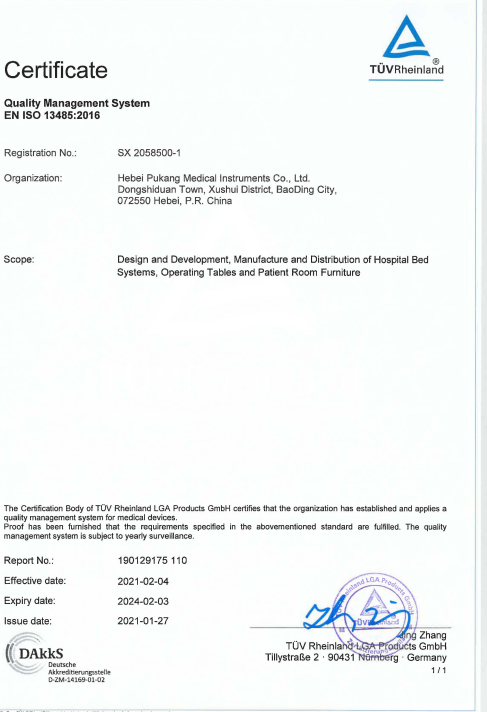 TÜVRheinland®
Certificate
Quality Management System
EN ISO 13485:2016
Registration No.: SX 2058500-1
Organization: Hebei Pukang Medical Instruments Co., Ltd.
Dongshiduan Town, Xushui District, BaoDing City,
072550 Hebei, P.R. China
Scope: Design and Development, Manufacture and Distribution of Hospital Bed
Systems, Operating Tables and Patient Room Furniture
The Certification Body of TÜV Rheinland LGA Products GmbH certifies that the organization has established and applies a
quality management system for medical devices.
Proof has been furnished that the requirements specified in the abovementioned standard are fulfilled. The quality
management system is subject to yearly surveillance.
Report No.: 190129175 110
Effective date: 2021-02-04
Expiry date: 2024-02-03
Issue date: 2021-01-27
Rheinland LGA Products GmbH
TÜVRheinland
Zhang
TÜV Rheinland LGA Products GmbH
Tillystraße 2 · 90431 Nürnberg · Germany
1 / 1
DAkkS
Deutsche
Akkreditierungsstelle
D-ZM-14169-01-02